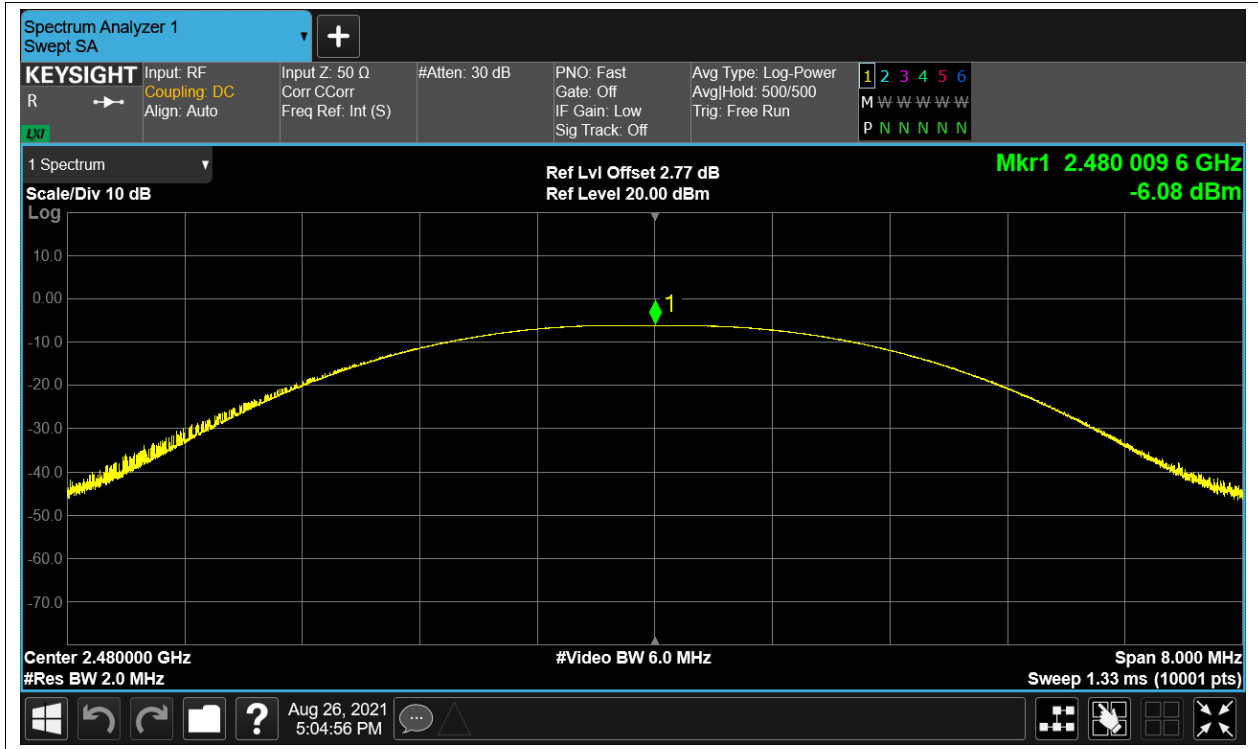 Spectrum Analyzer 1
Swept SA
KEYSIGHT
R
LXI
Input: RF
Coupling: DC
Align: Auto
Input Z: 50 Ω
Corr CCorr
Freq Ref: Int (S)
#Atten: 30 dB
PNO: Fast
Gate: Off
IF Gain: Low
Sig Track: Off
Avg Type: Log-Power
Avg|Hold: 500/500
Trig: Free Run
1 2 3 4 5 6
M W W W W W
P N N N N N
1 Spectrum
Scale/Div 10 dB
Log
Ref Lvl Offset 2.77 dB
Ref Level 20.00 dBm
Mkr1 2.480 009 6 GHz
-6.08 dBm
10.0
0.00
1
-10.0
-20.0
-30.0
-40.0
-50.0
-60.0
-70.0
Center 2.480000 GHz
#Video BW 6.0 MHz
Span 8.000 MHz
#Res BW 2.0 MHz
Sweep 1.33 ms (10001 pts)
?
Aug 26, 2021
5:04:56 PM